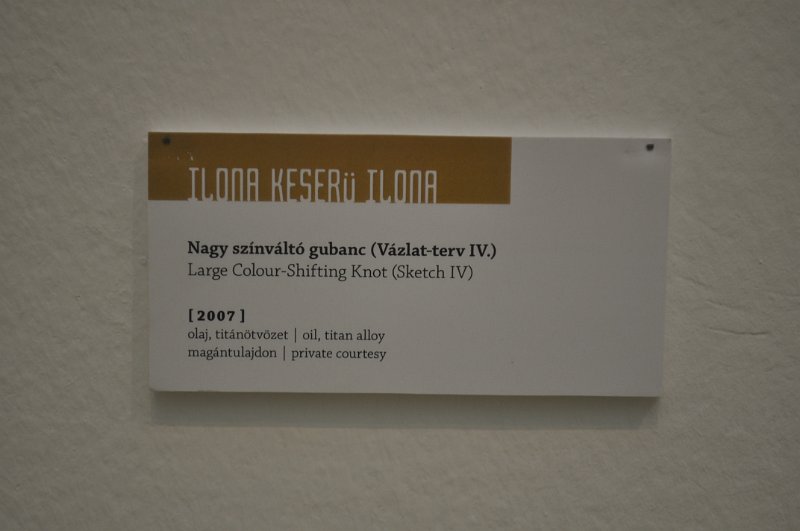 ILONA KESERü ILONA
Nagy színváltó gubanc (Vázlat-terv IV.)
Large Colour-Shifting Knot (Sketch IV)
[2007]
olaj, titánötvözet | oil, titan alloy
magántulajdon | private courtesy